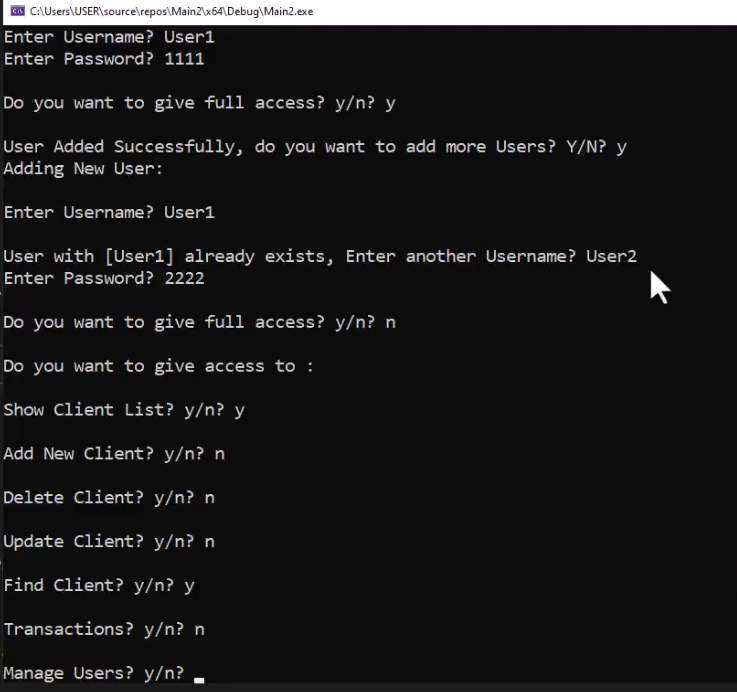 C:\Users\USER\source\repos\Main2\x64\Debug\Main2.exe
Enter Username? User1
Enter Password? 1111
Do you want to give full access? y/n? y
User Added Successfully, do you want to add more Users? Y/N? y
Adding New User:
Enter Username? User1
User with [User1] already exists, Enter another Username? User2
Enter Password? 2222
Do you want to give full access? y/n? n
Do you want to give access to :
Show Client List? y/n? y
Add New Client? y/n? n
Delete Client? y/n? n
Update Client? y/n? n
Find Client? y/n? y
Transactions? y/n? n
Manage Users? y/n?